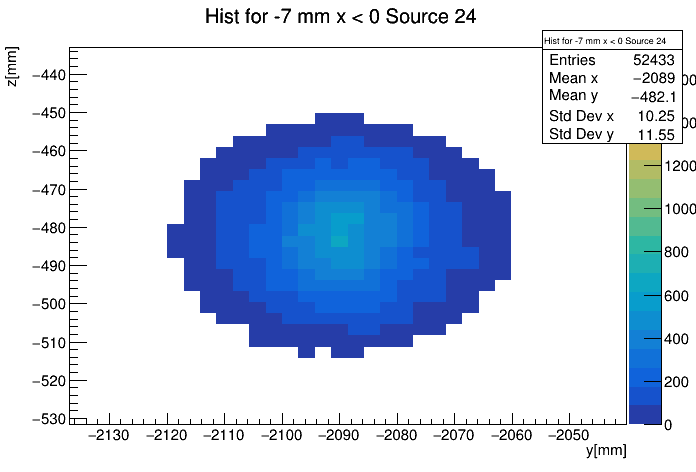 Hist for -7 mm x < 0 Source 24
z[mm]
Hist for -7 mm x < 0 Source 24
Entries 52433
Mean x −2089
Mean y −482.1
Std Dev x 10.25
Std Dev y 11.55
−440
−450
−460
−470
−480
−490
−500
−510
−520
−530
1200
1000
800
600
400
200
0
−2130 −2120 −2110 −2100 −2090 −2080 −2070 −2060 −2050
y[mm]